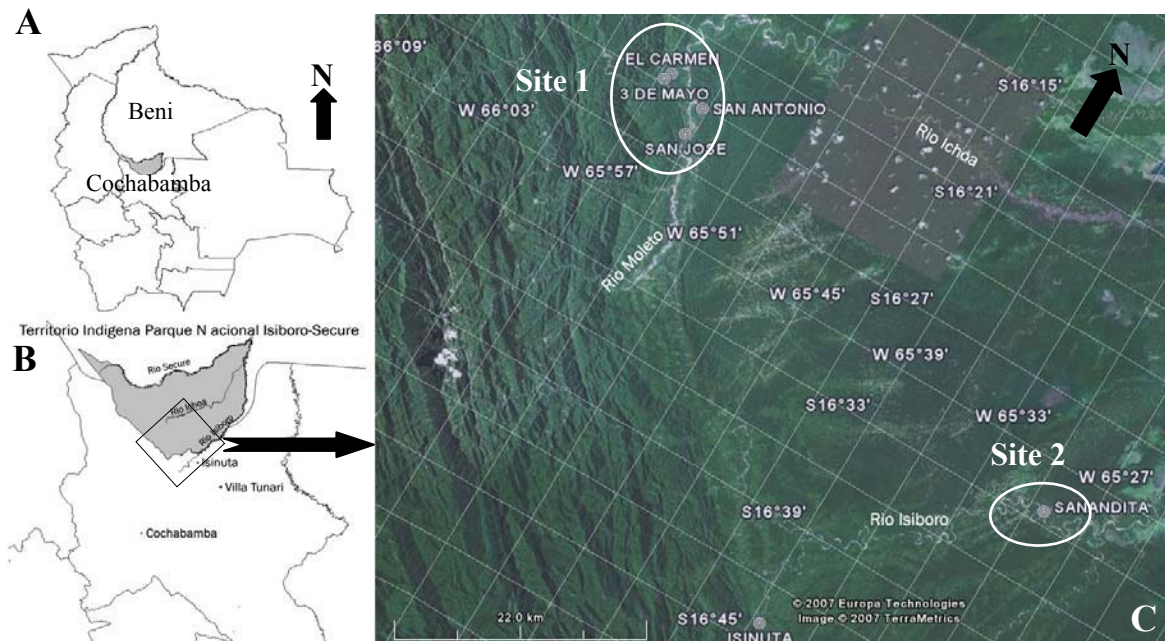 A
N
Beni
Cochabamba
Territorio Indigena Parque N acional Isiboro-Secure
B
Rio Secure
Rio Ichoa
Rio Isiboro
Isinuta
Villa Tunari
Cochabamba
66°09'
EL CARMEN
Site 1
3 DE MAYO
SAN ANTONIO
W 66°03'
SAN JOSE
W 65°57'
W 65°51'
Rio Moleto
N
S16°15'
Rio Ichoa
S16°21'
W 65°45'
S16°27'
W 65°39'
S16°33'
W 65°33'
Site 2
W 65°27'
SANANDITA
S16°39'
Rio Isiboro
22.0 km
S16°45'
ISINUTA
© 2007 Europa Technologies
Image © 2007 TerraMetrics
C